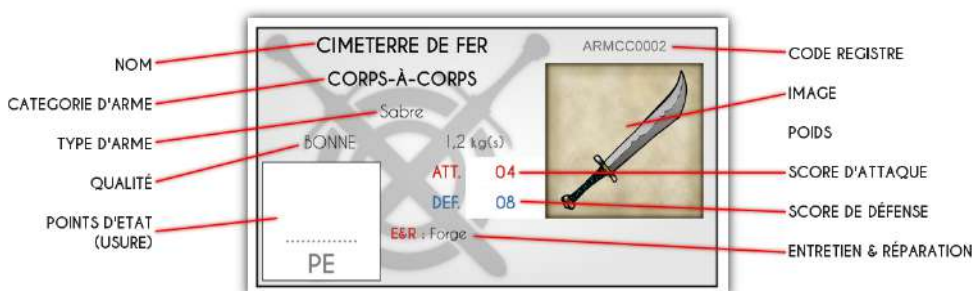 NOM
CATEGORIE D'ARME
TYPE D'ARME
QUALITÉ
POINTS D'ETAT
(USURE)
CIMETERRE DE FER
ARMCC0002
CORPS-À-CORPS
Sabre
BONNE
1,2 kg(s)
ATT. 04
DEF. 08
E&R : Forge
PE
CODE REGISTRE
IMAGE
POIDS
SCORE D'ATTAQUE
SCORE DE DÉFENSE
ENTRETIEN & RÉPARATION